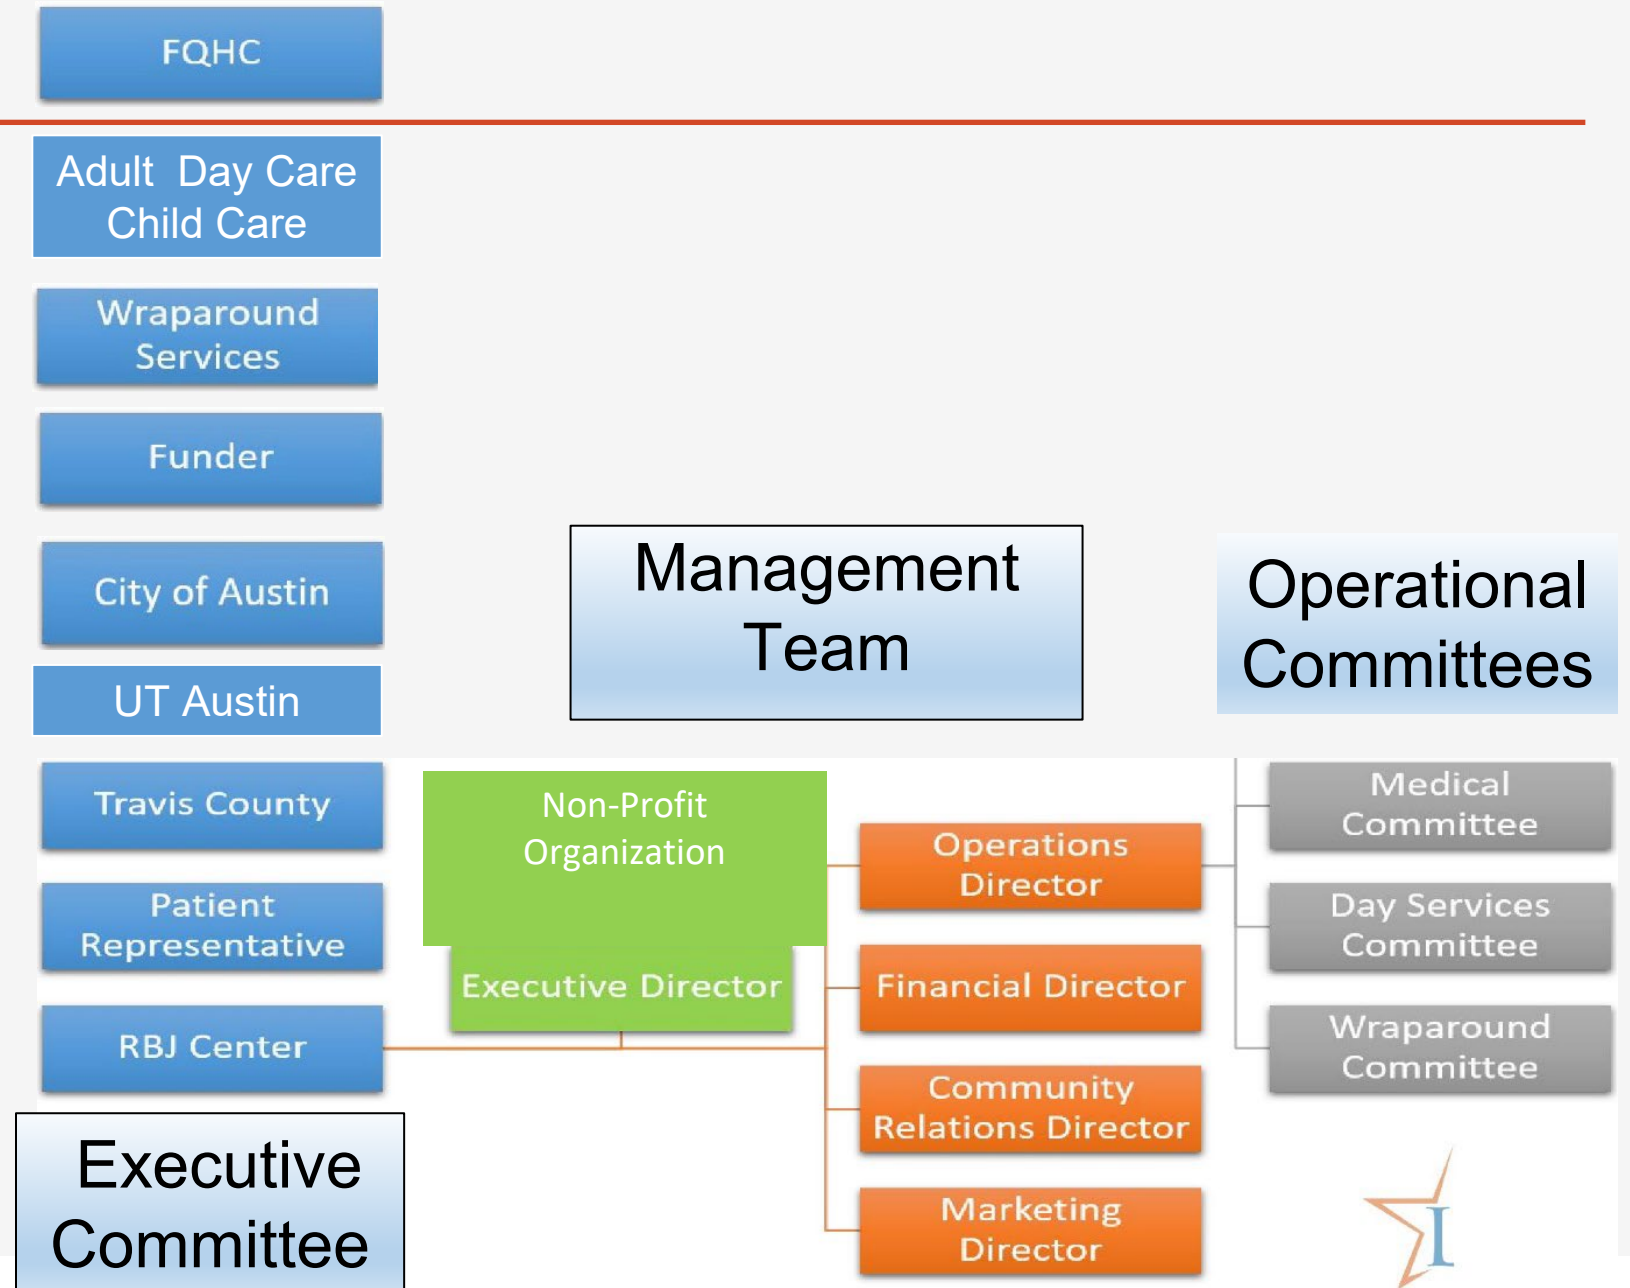 FQHC
Adult Day Care
Child Care
Wraparound
Services
Funder
City of Austin
UT Austin
Travis County
Patient
Representative
RBJ Center
Executive
Committee
Management
Team
Non-Profit
Organization
Executive Director
Operations
Director
Financial Director
Community
Relations Director
Marketing
Director
Operational
Committees
Medical
Committee
Day Services
Committee
Wraparound
Committee
I